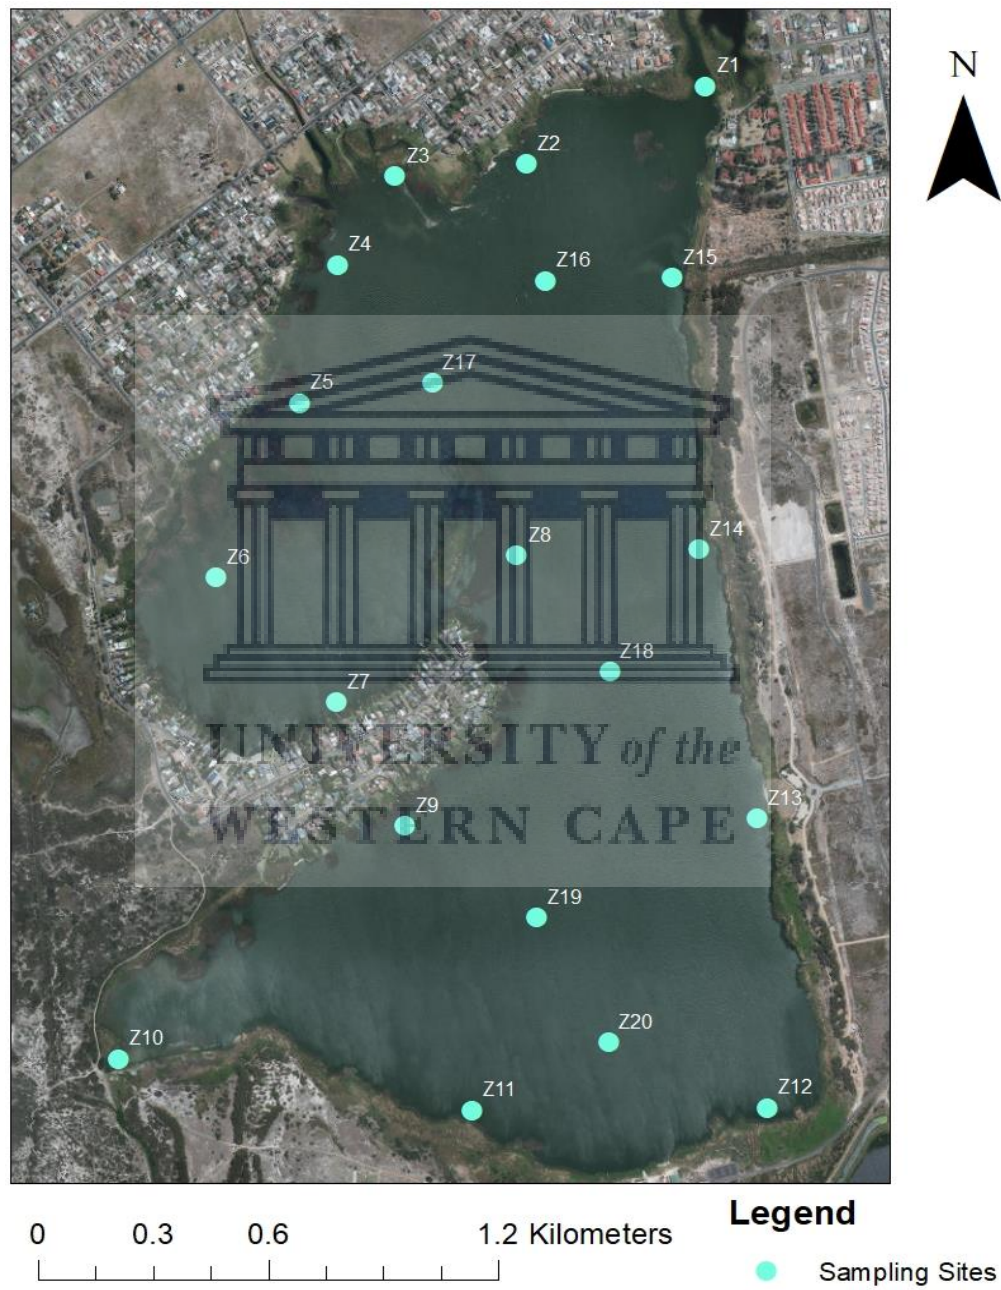 N
Z1
Z2
Z3
Z4
Z16
Z15
Z17
Z5
Z8
Z14
Z6
Z18
Z7
UNIVERSITY of the
WESTERN CAPE
Z9
Z13
Z19
Z20
Z10
Z11
Z12
0 0.3 0.6 1.2 Kilometers
Legend
Sampling Sites